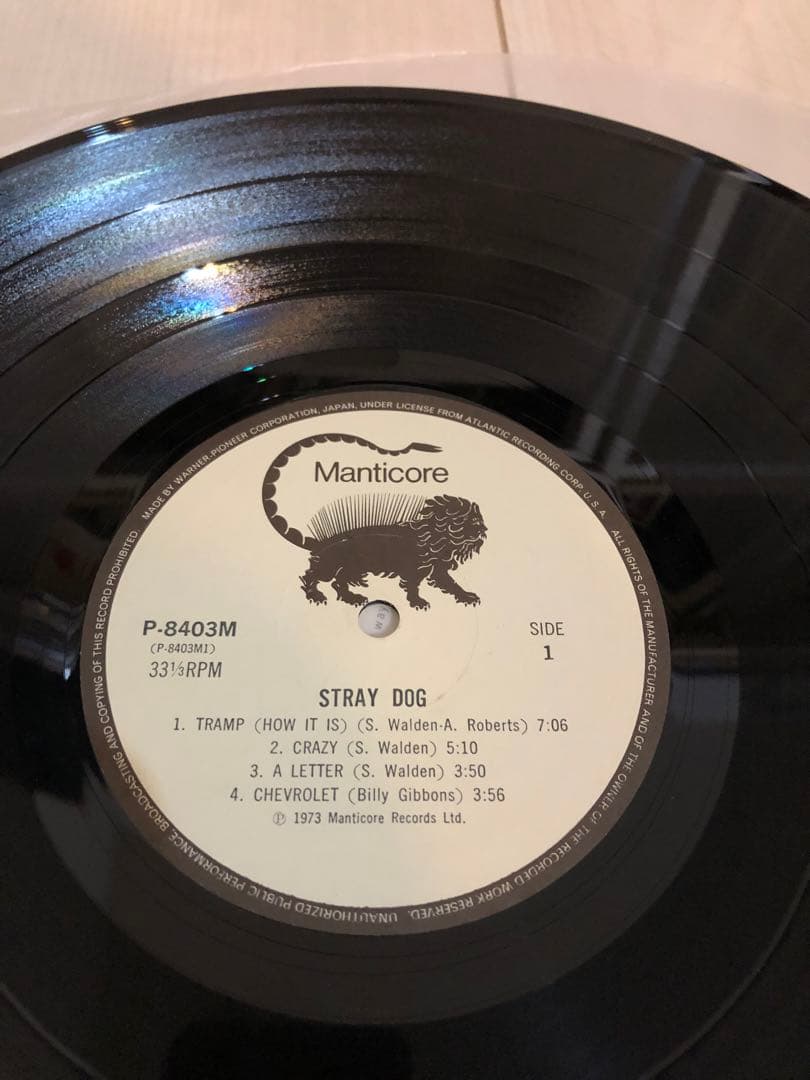 MADE BY WARNER-PIONEER CORPORATION, JAPAN, UNDER LICENSE FROM ATLANTIC RECORDING CORP. U.S.A. ALL RIGHTS OF THE MANUFACTURER AND OF THE OWNER OF THE RECORDED WORK RESERVED. UNAUTHORIZED PUBLIC PERFORMANCE, BROADCASTING AND COPYING OF THIS RECORD PROHIBITED.
Manticore
P-8403M
(P-8403M1)
33⅓RPM
SIDE
1
STRAY DOG
1. TRAMP (HOW IT IS) (S. Walden-A. Roberts) 7:06
2. CRAZY (S. Walden) 5:10
3. A LETTER (S. Walden) 3:50
4. CHEVROLET (Billy Gibbons) 3:56
Ⓟ 1973 Manticore Records Ltd.